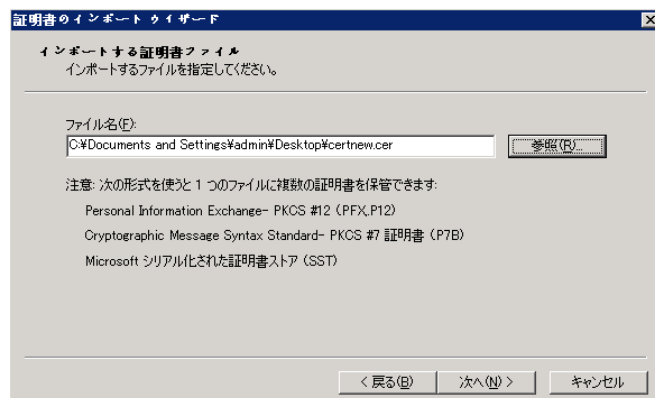 証明書のインポート ウィザード
インポートする証明書ファイル
インポートするファイルを指定してください。
ファイル名(F):
C:¥Documents and Settings¥admin¥Desktop¥certnew.cer
参照(R)...
注意: 次の形式を使うと 1 つのファイルに複数の証明書を保管できます:
Personal Information Exchange- PKCS #12 (PFX,P12)
Cryptographic Message Syntax Standard- PKCS #7 証明書 (P7B)
Microsoft シリアル化された証明書ストア (SST)
< 戻る(B) 次へ(N) > キャンセル